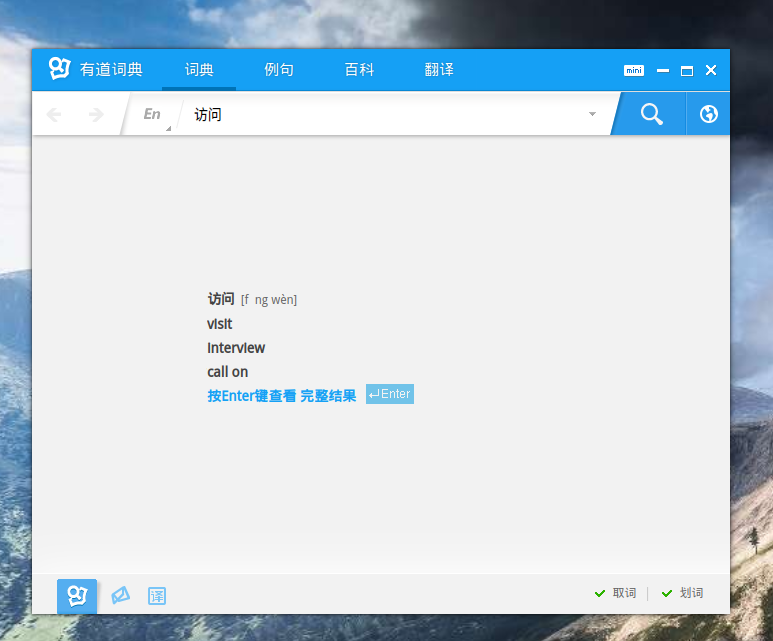 有道词典 词典 例句 百科 翻译 mini
En 访问
访问 [f ng wèn]
visit
interview
call on
按Enter键查看 完整结果 Enter
译 取词 划词